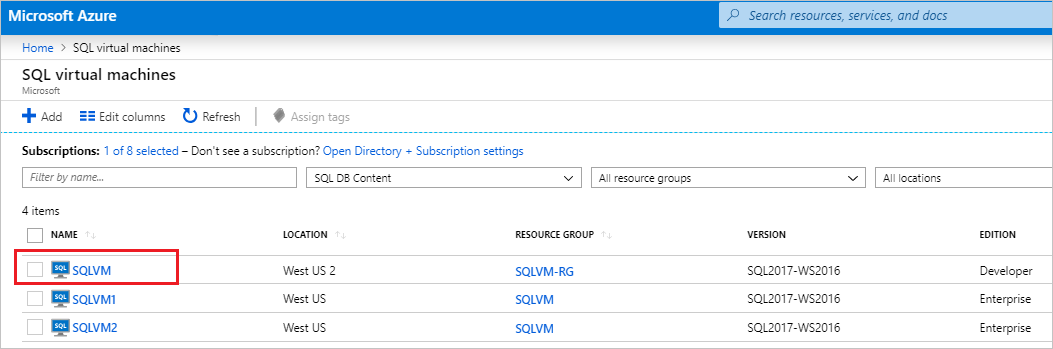 Microsoft Azure Search resources, services, and docs
Home > SQL virtual machines
SQL virtual machines
Microsoft
Add Edit columns Refresh Assign tags
Subscriptions: 1 of 8 selected – Don't see a subscription? Open Directory + Subscription settings
Filter by name... SQL DB Content All resource groups All locations
4 items
NAME LOCATION RESOURCE GROUP VERSION EDITION
SQL SQLVM West US 2 SQLVM-RG SQL2017-WS2016 Developer
SQL SQLVM1 West US SQLVM SQL2017-WS2016 Enterprise
SQL SQLVM2 West US SQLVM SQL2017-WS2016 Enterprise